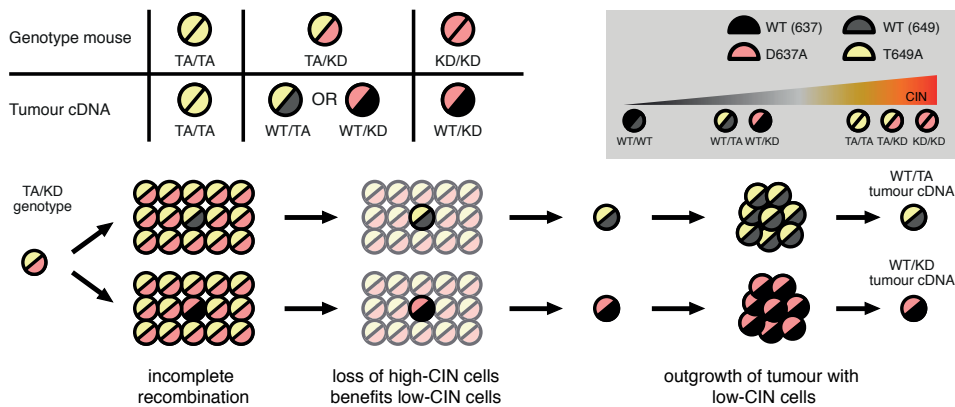 Genotype mouse
TA/TA
TA/KD
KD/KD
Tumour cDNA
OR
TA/TA
WT/TA
WT/KD
WT/KD
WT (637)
WT (649)
D637A
T649A
CIN
WT/WT
WT/TA
WT/KD
TA/TA
TA/KD
KD/KD
TA/KD
genotype
WT/TA
tumour cDNA
WT/KD
tumour cDNA
incomplete
recombination
loss of high-CIN cells
benefits low-CIN cells
outgrowth of tumour with
low-CIN cells